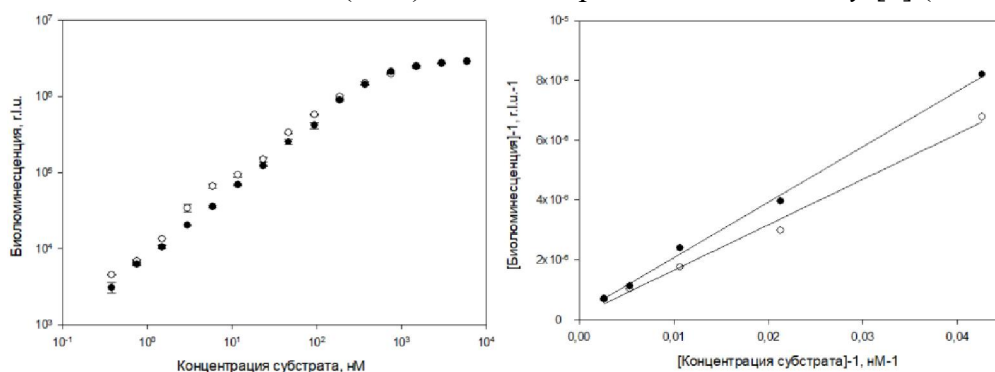 Биолюминесценция, r.l.u.
10⁷
10⁶
10⁵
10⁴
10³
10⁻¹ 10⁰ 10¹ 10² 10³ 10⁴
Концентрация субстрата, нМ
[Биолюминесценция]-1, r.l.u.-1
10⁻⁵
8x10⁻⁶
6x10⁻⁶
4x10⁻⁶
2x10⁻⁶
0
0,00 0,01 0,02 0,03 0,04
[Концентрация субстрата]-1, нМ-1